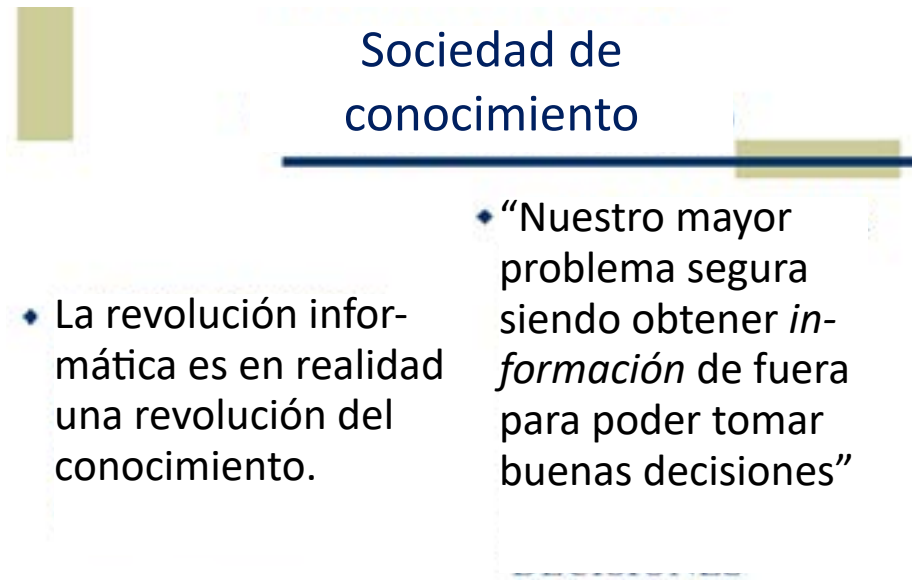 Sociedad de
conocimiento
La revolución infor-
mática es en realidad
una revolución del
conocimiento.
“Nuestro mayor
problema segura
siendo obtener in-
formación de fuera
para poder tomar
buenas decisiones”